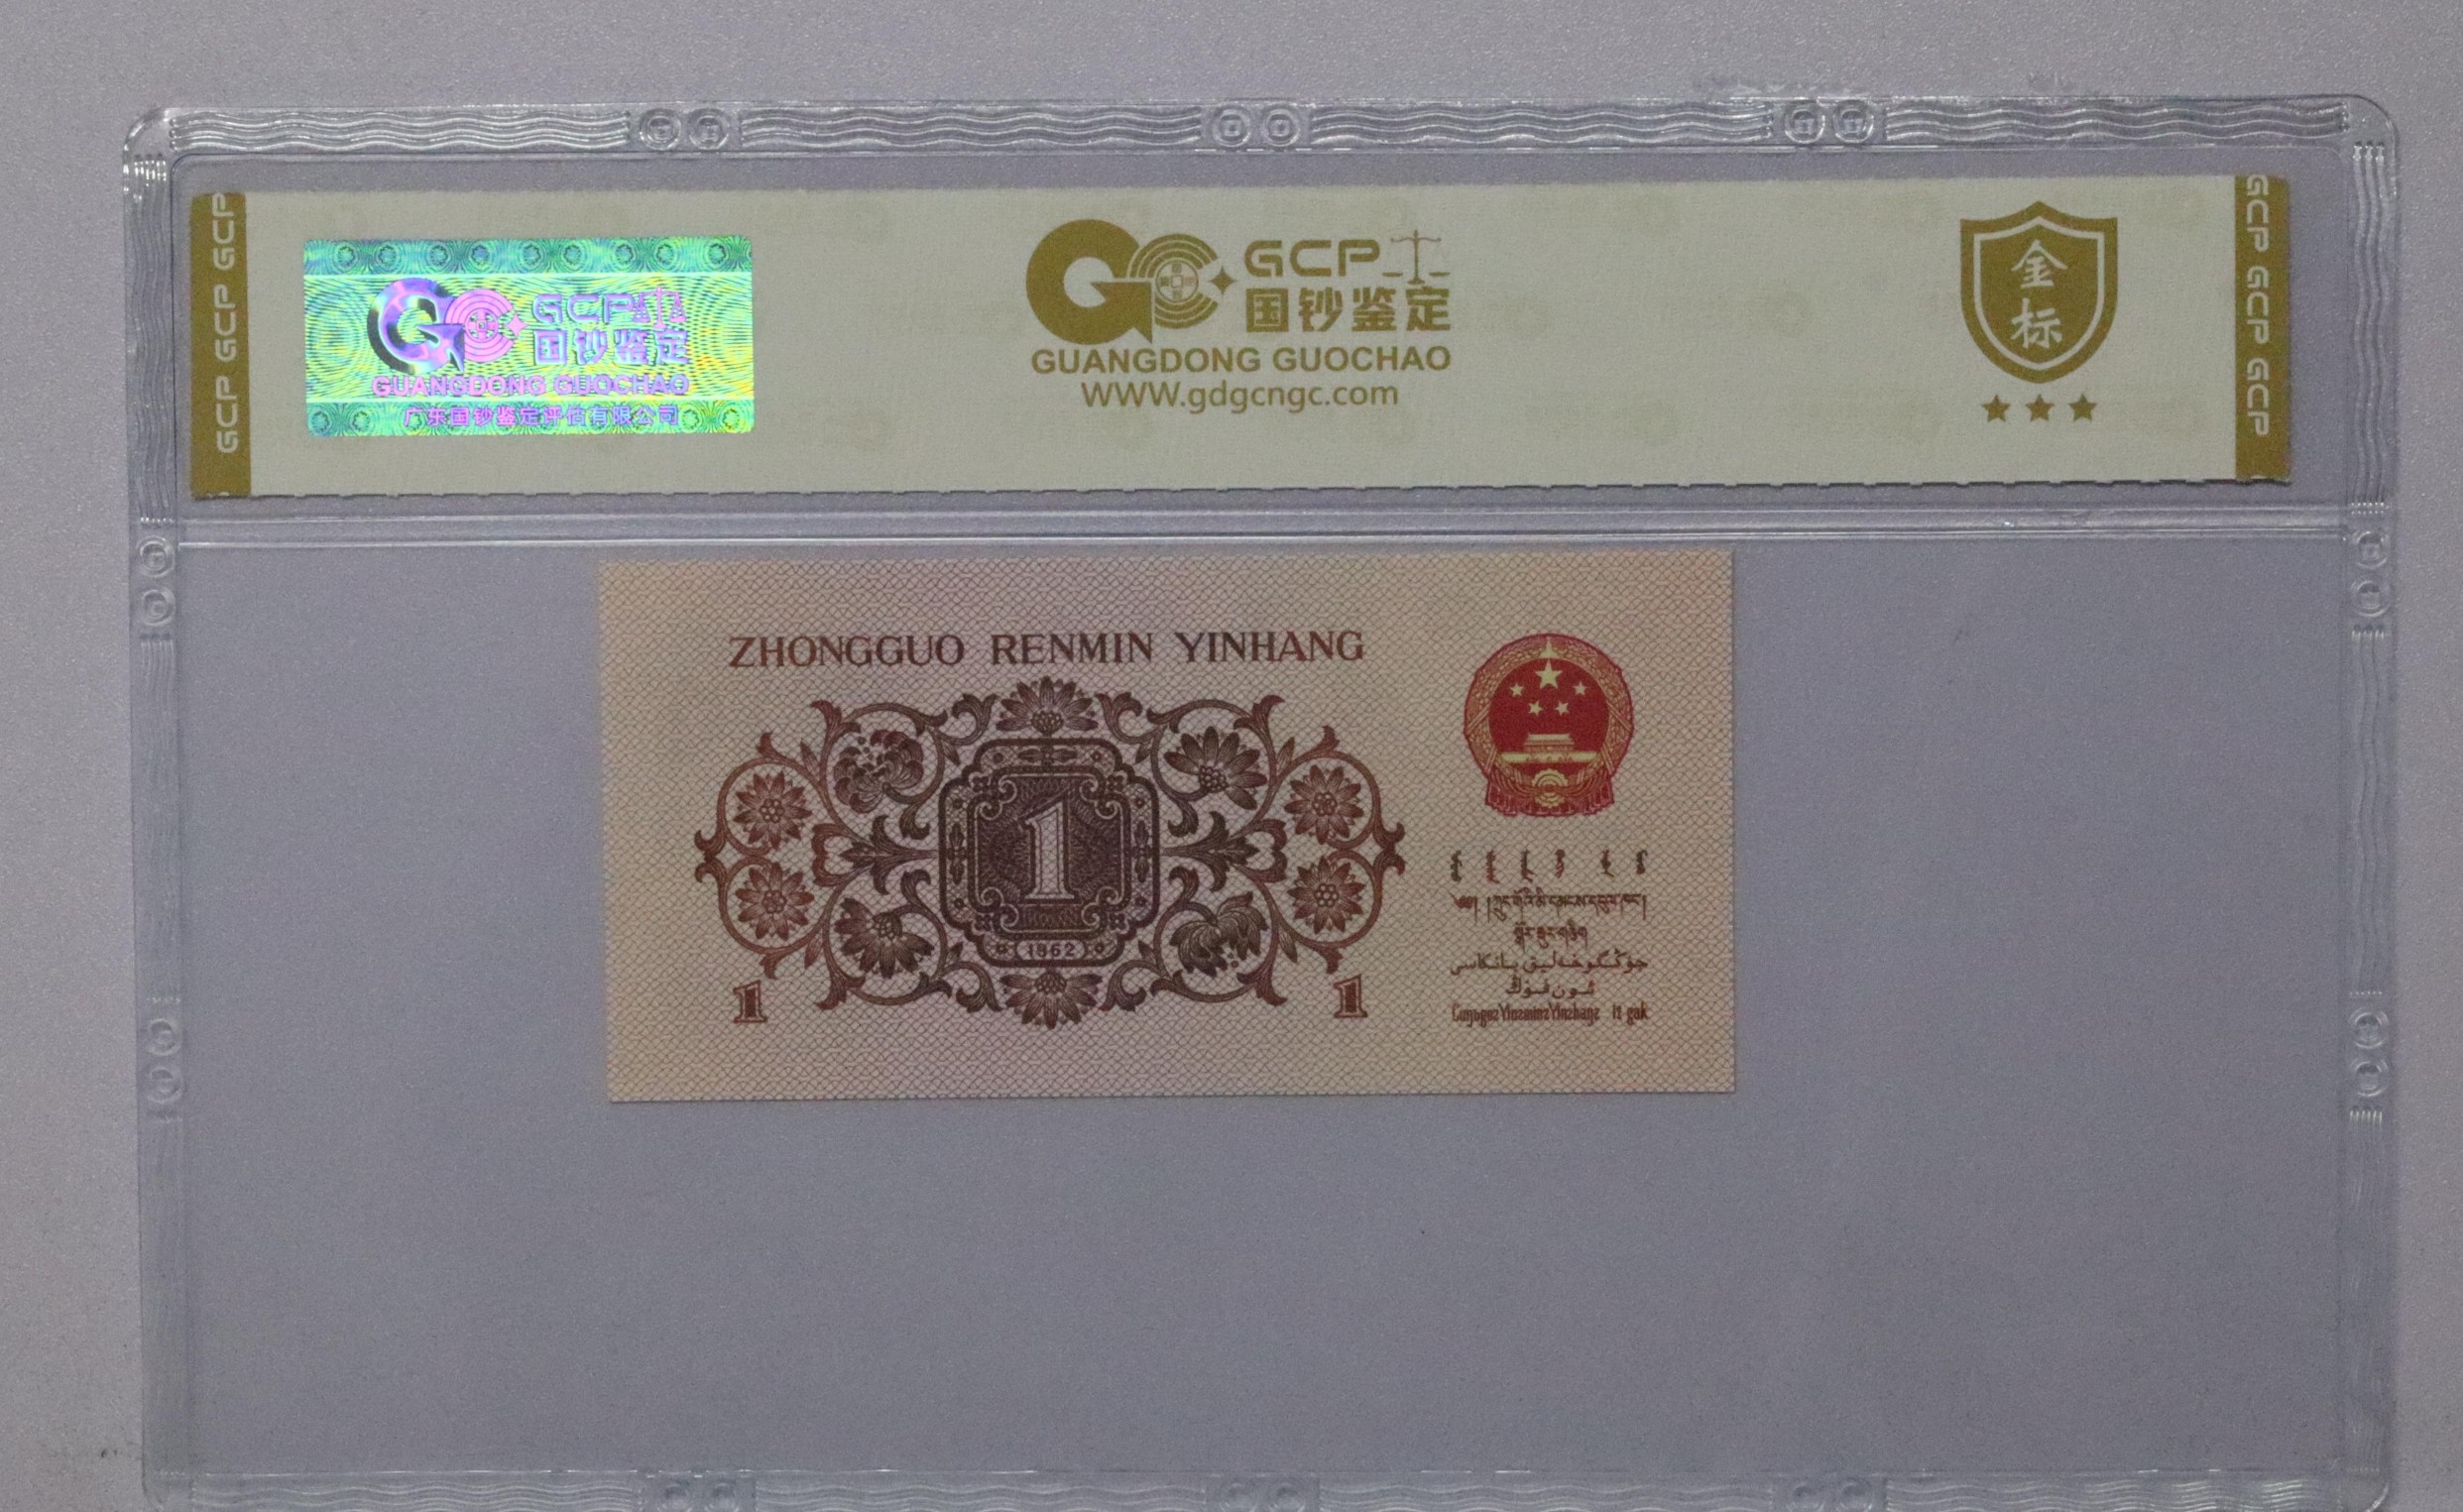 GCP GCP GCP
GCP
国钞鉴定
GUANGDONG GUOCHAO
广东国钞鉴定评估有限公司
GCP
国钞鉴定
GUANGDONG GUOCHAO
WWW.gdgcngc.com
金
标
GCP GCP GCP
ZHONGGUO RENMIN YINHANG
1
1962
1
1